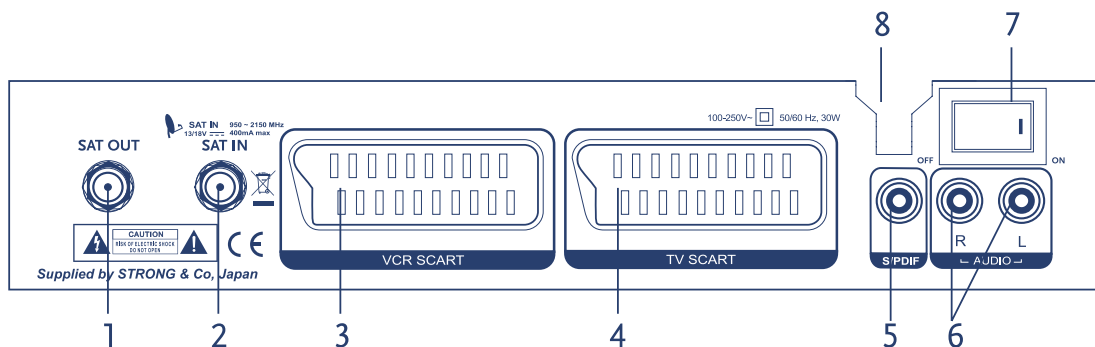 8 7
SAT IN 950 ~ 2150 MHz
13/18V 400mA max
100-250V~ 50/60 Hz, 30W
SAT OUT SAT IN
OFF ON
CAUTION
RISK OF ELECTRIC SHOCK
DO NOT OPEN
CE
R L
VCR SCART TV SCART S/PDIF AUDIO
Supplied by STRONG & Co, Japan
1 2 3 4 5 6